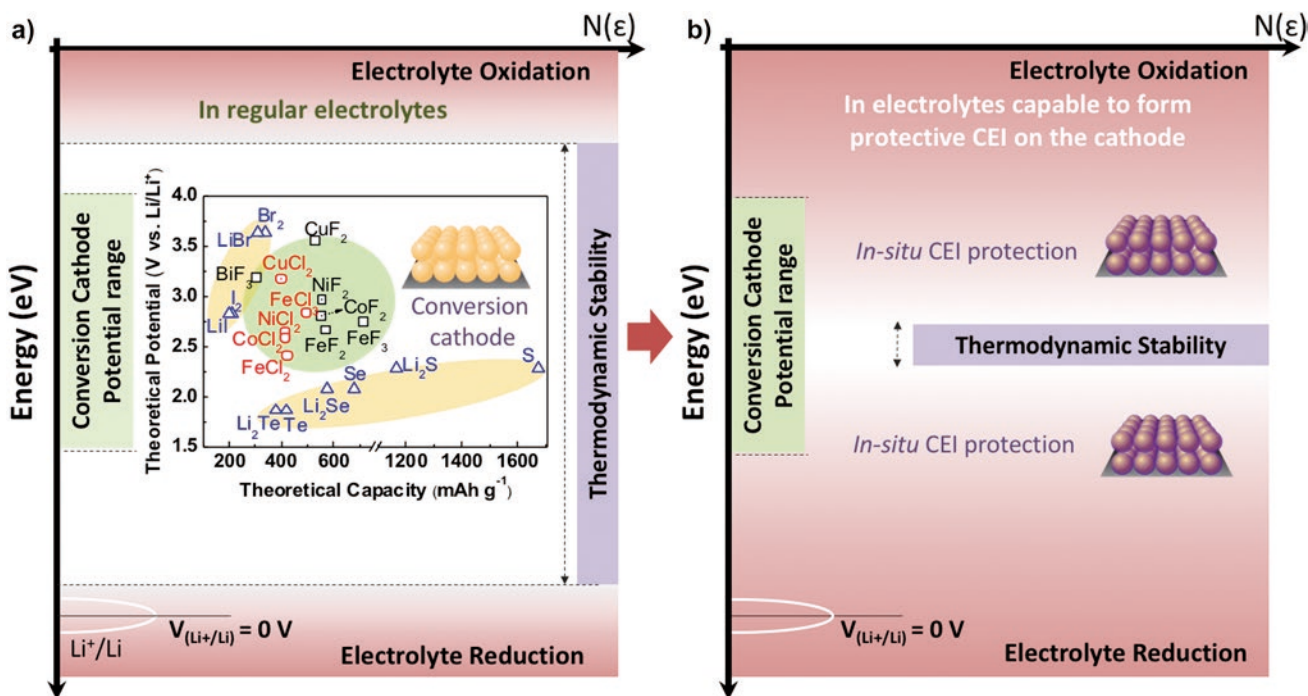 a)
N(ε)
Electrolyte Oxidation
In regular electrolytes
Energy (eV)
Conversion Cathode
Potential range
Theoretical Potential (V vs. Li/Li⁺)
4.0
3.5
3.0
2.5
2.0
1.5
Br₂
LiBr
CuF₂
CuCl₂
BiF₃
NiF₂
I₂
FeCl₃
CoF₂
LiI
NiCl₂
CoCl₂
FeF₂
FeF₃
FeCl₂
Conversion
cathode
S
Li₂S
Se
Li₂Se
Li₂Te
Te
200
400
600
1200
1400
1600
Theoretical Capacity (mAh g⁻¹)
Thermodynamic Stability
V(Li+/Li) = 0 V
Li⁺/Li
Electrolyte Reduction
b)
N(ε)
Electrolyte Oxidation
In electrolytes capable to form
protective CEI on the cathode
Energy (eV)
Conversion Cathode
Potential range
In-situ CEI protection
Thermodynamic Stability
In-situ CEI protection
V(Li+/Li) = 0 V
Electrolyte Reduction